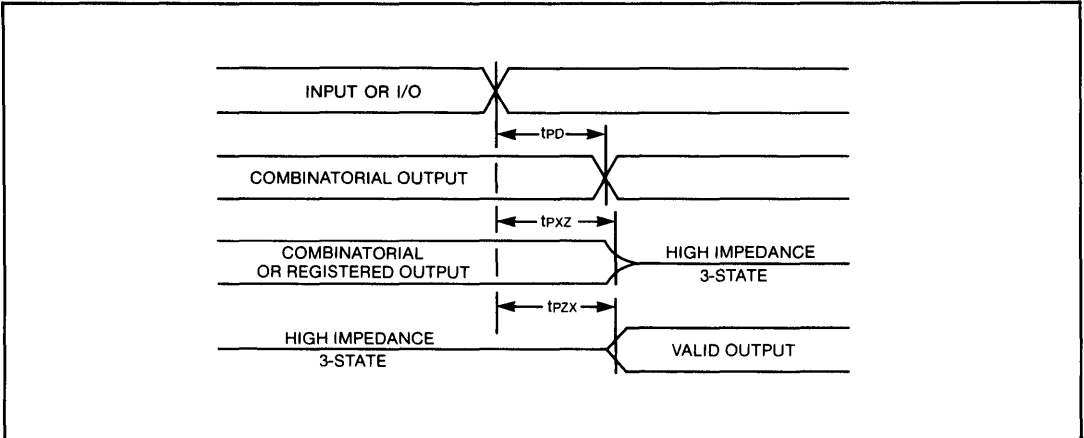 INPUT OR I/O
tPD
COMBINATORIAL OUTPUT
tPXZ
COMBINATORIAL
OR REGISTERED OUTPUT
HIGH IMPEDANCE
3-STATE
tPZX
HIGH IMPEDANCE
3-STATE
VALID OUTPUT